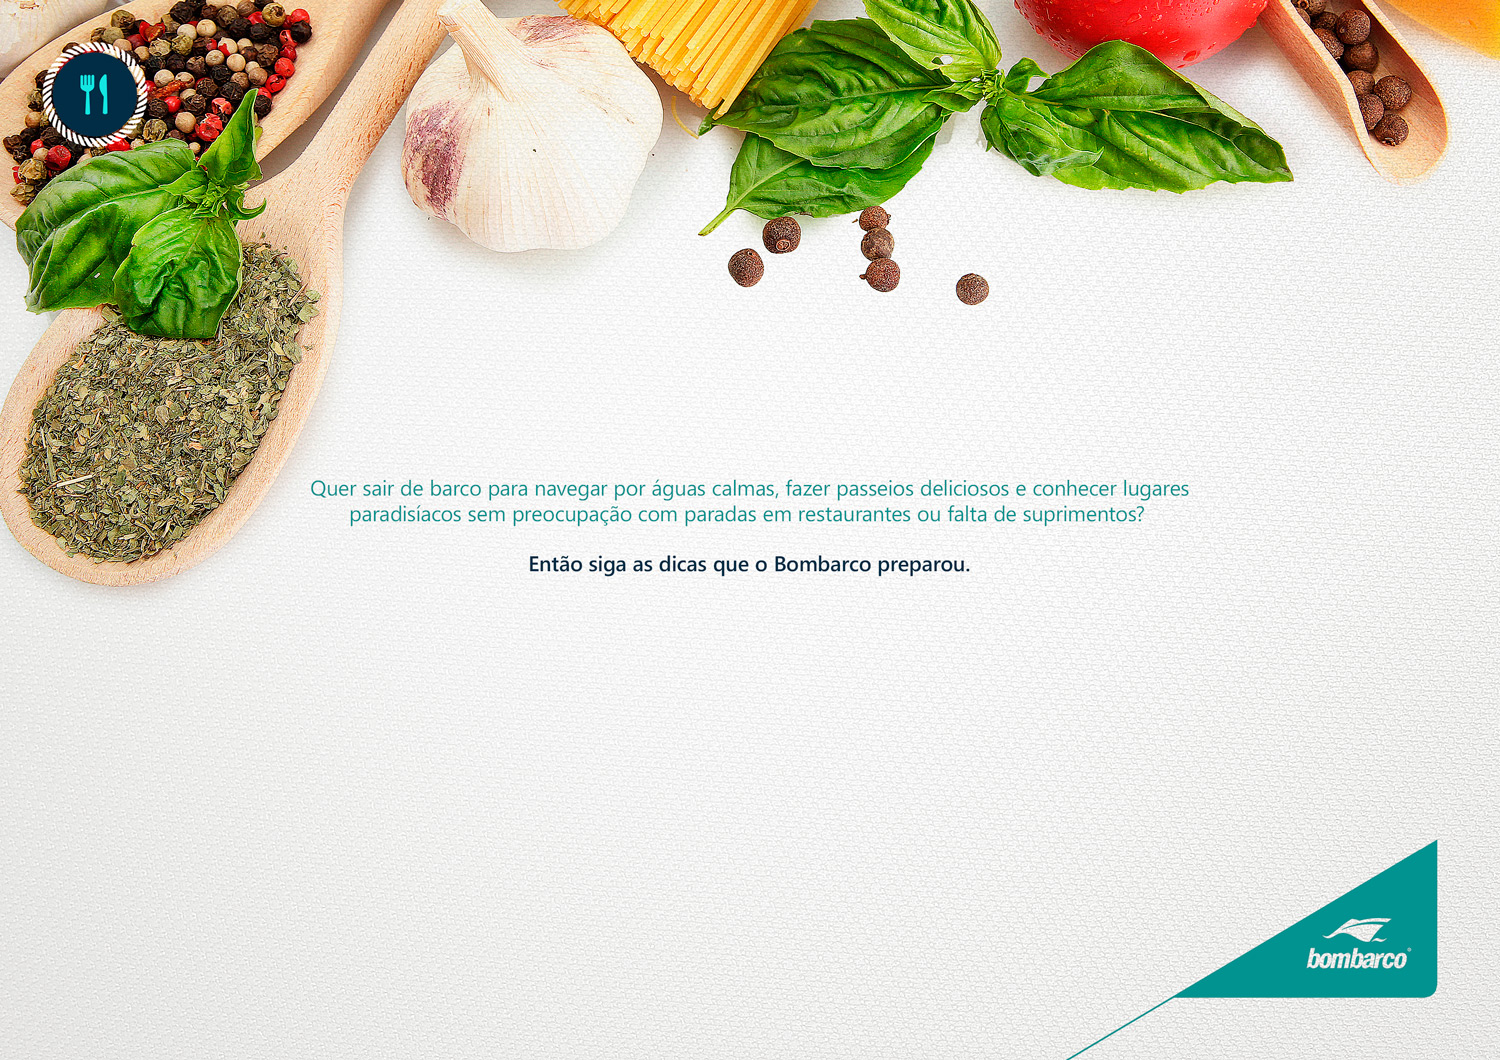 Quer sair de barco para navegar por águas calmas, fazer passeios deliciosos e conhecer lugares
paradisíacos sem preocupação com paradas em restaurantes ou falta de suprimentos?
Então siga as dicas que o Bombarco preparou.
bombarco®